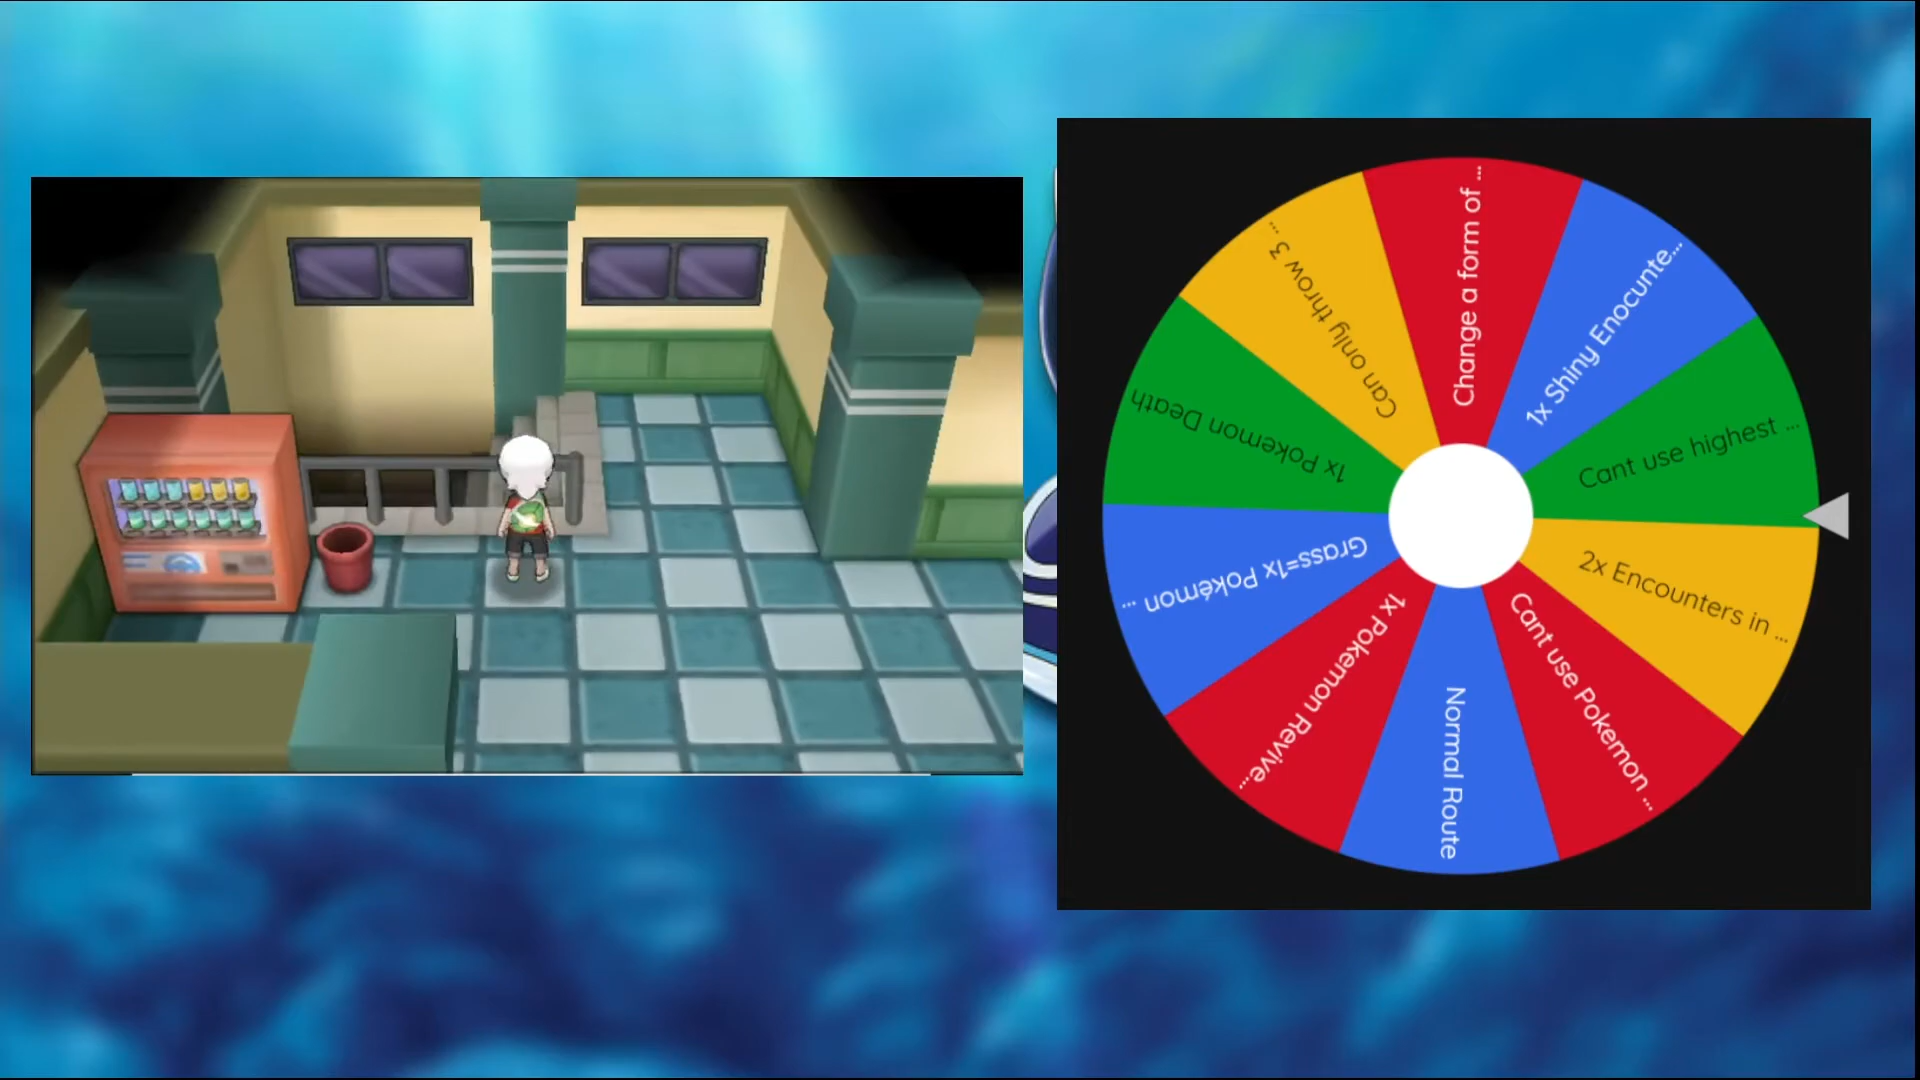 Change a form of ...
1x Shiny Enocunte...
Cant use highest ...
2x Encounters in ...
Cant use Pokemon ...
Normal Route
1x Pokemon Revive...
Grass=1x Pokémon ...
1x Pokemon Death
Can only throw 3 ...